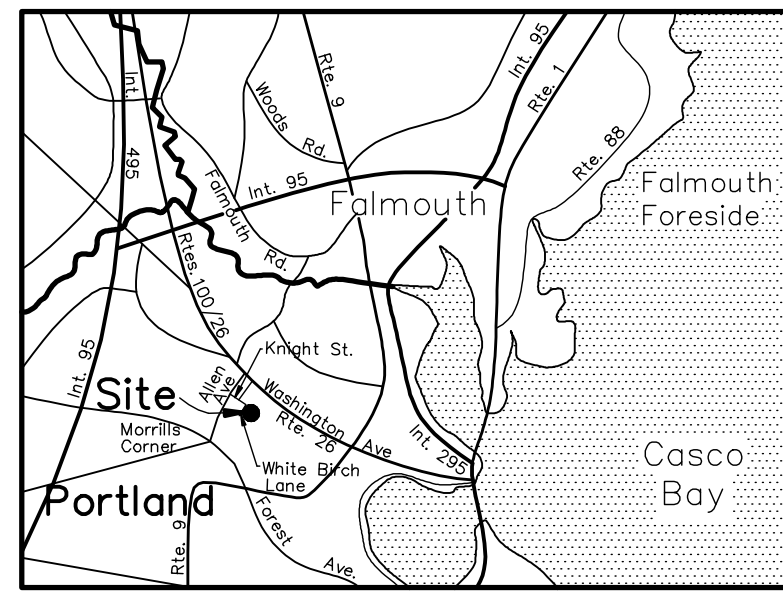 Int.
495
Woods
Rd.
Rte. 9
Int. 95
Rte. 1
Rte. 88
Falmouth
Foreside
Int. 95
Falmouth
Falmouth
Rd.
Rtes. 100/26
Int. 95
Knight St.
Site
Allen
Ave
Washington
Ave
Rte. 26
Int. 295
Morrills
Corner
White Birch
Lane
Casco
Bay
Portland
Rte. 9
Forest
Ave.